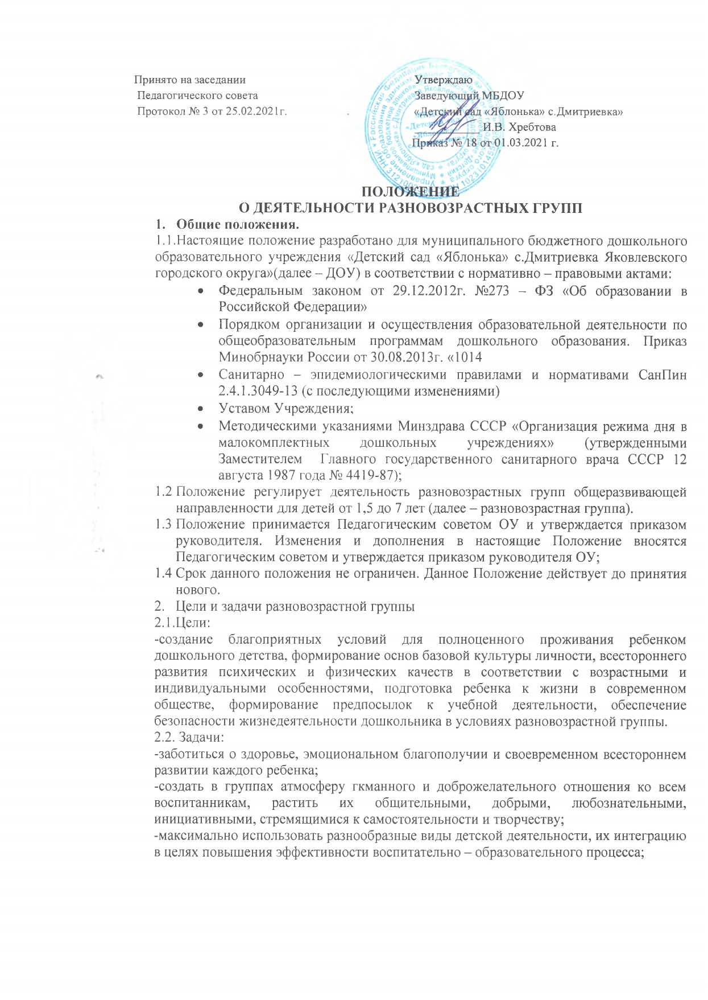 Принято на заседании
Педагогического совета
Протокол № 3 от 25.02.2021г.
Утверждаю
Заведующий МБДОУ
«Детский сад «Яблонька» с.Дмитриевка»
И.В. Хребтова
Приказ № 18 от 01.03.2021 г.
ПОЛОЖЕНИЕ
О ДЕЯТЕЛЬНОСТИ РАЗНОВОЗРАСТНЫХ ГРУПП
1. Общие положения.
1.1.Настоящие положение разработано для муниципального бюджетного дошкольного
образовательного учреждения «Детский сад «Яблонька» с.Дмитриевка Яковлевского
городского округа»(далее – ДОУ) в соответствии с нормативно – правовыми актами:
• Федеральным законом от 29.12.2012г. №273 – ФЗ «Об образовании в
Российской Федерации»
• Порядком организации и осуществления образовательной деятельности по
общеобразовательным программам дошкольного образования. Приказ
Минобрнауки России от 30.08.2013г. «1014
• Санитарно – эпидемиологическими правилами и нормативами СанПин
2.4.1.3049-13 (с последующими изменениями)
• Уставом Учреждения;
• Методическими указаниями Минздрава СССР «Организация режима дня в
малокомплектных дошкольных учреждениях» (утвержденными
Заместителем Главного государственного санитарного врача СССР 12
августа 1987 года № 4419-87);
1.2 Положение регулирует деятельность разновозрастных групп общеразвивающей
направленности для детей от 1,5 до 7 лет (далее – разновозрастная группа).
1.3 Положение принимается Педагогическим советом ОУ и утверждается приказом
руководителя. Изменения и дополнения в настоящие Положение вносятся
Педагогическим советом и утверждается приказом руководителя ОУ;
1.4 Срок данного положения не ограничен. Данное Положение действует до принятия
нового.
2. Цели и задачи разновозрастной группы
2.1.Цели:
-создание благоприятных условий для полноценного проживания ребенком
дошкольного детства, формирование основ базовой культуры личности, всестороннего
развития психических и физических качеств в соответствии с возрастными и
индивидуальными особенностями, подготовка ребенка к жизни в современном
обществе, формирование предпосылок к учебной деятельности, обеспечение
безопасности жизнедеятельности дошкольника в условиях разновозрастной группы.
2.2. Задачи:
-заботиться о здоровье, эмоциональном благополучии и своевременном всестороннем
развитии каждого ребенка;
-создать в группах атмосферу гкманного и доброжелательного отношения ко всем
воспитанникам, растить их общительными, добрыми, любознательными,
инициативными, стремящимися к самостоятельности и творчеству;
-максимально использовать разнообразные виды детской деятельности, их интеграцию
в целях повышения эффективности воспитательно – образовательного процесса;